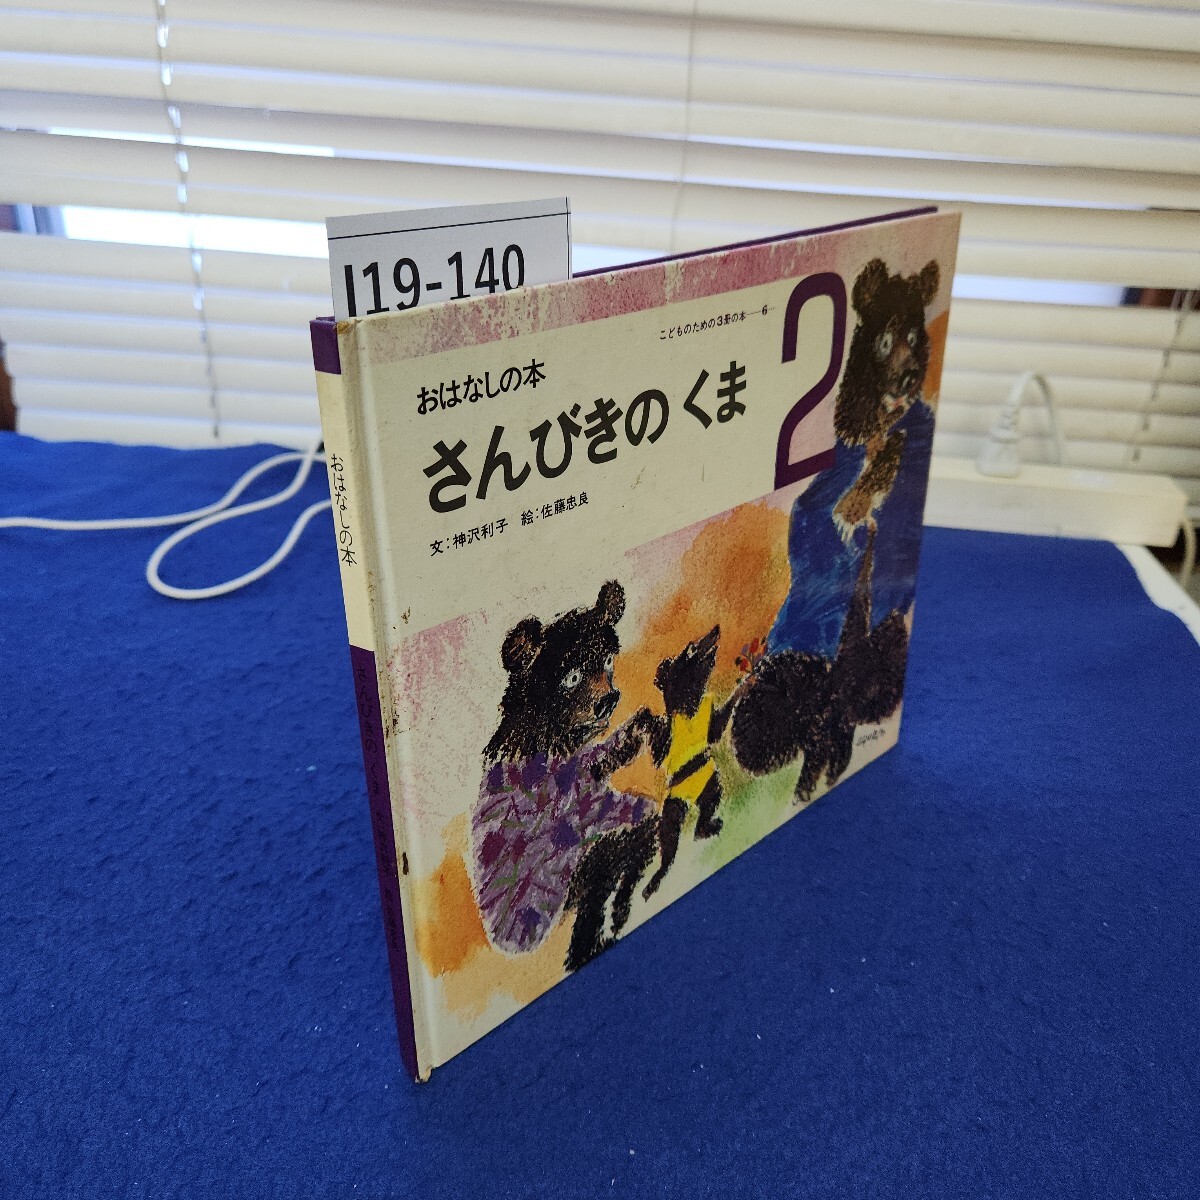 I19-140
こどものための3冊の本——6
2
おはなしの本
さんびきの くま
文：神沢利子 絵：佐藤忠良
おはなしの本
さんびきの くま